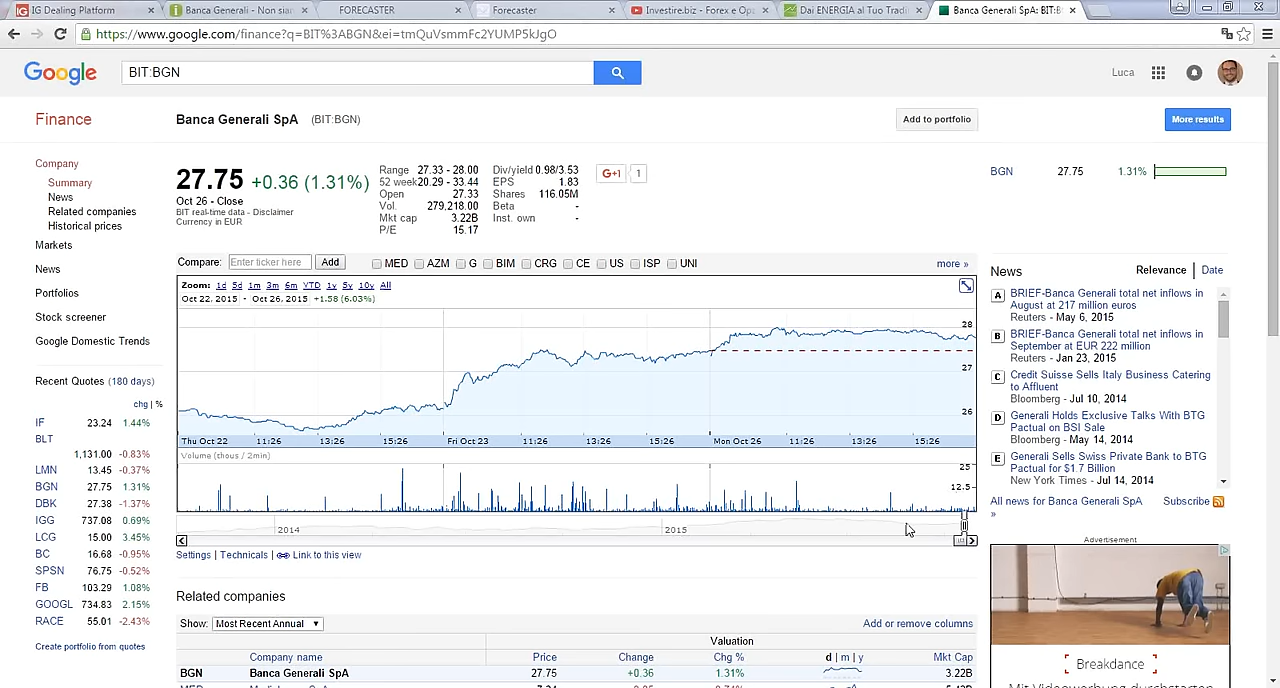 IG Dealing Platform
Banca Generali - Non sian
FORECASTER
Forecaster
Investire.biz - Forex e Op
Dai ENERGIA al Tuo Tradi
Banca Generali SpA: BIT:B
https://www.google.com/finance?q=BIT%3ABGN&ei=tmQuVsmmFc2YUMP5kJgO
Google
BIT:BGN
Luca
Finance
Banca Generali SpA (BIT:BGN)
Add to portfolio
More results
Company
Summary
News
Related companies
Historical prices
Markets
News
Portfolios
Stock screener
Google Domestic Trends
Recent Quotes (180 days)
chg | %
IF 23.24 1.44%
BLT
1,131.00 -0.83%
LMN 13.45 -0.37%
BGN 27.75 1.31%
DBK 27.38 -1.37%
IGG 737.08 0.69%
LCG 15.00 3.45%
BC 16.68 -0.95%
SPSN 76.75 -0.52%
FB 103.29 1.08%
GOOGL 734.83 2.15%
RACE 55.01 -2.43%
Create portfolio from quotes
27.75 +0.36 (1.31%)
Oct 26 - Close
BIT real-time data - Disclaimer
Currency in EUR
Range 27.33 - 28.00
52 week 20.29 - 33.44
Open 27.33
Vol. 279,218.00
Mkt cap 3.22B
P/E 15.17
Div/yield 0.98/3.53
EPS 1.83
Shares 116.05M
Beta -
Inst. own -
G+1 1
BGN 27.75 1.31%
Compare: Enter ticker here Add MED AZM G BIM CRG CE US ISP UNI more »
Zoom: 1d 5d 1m 3m 6m YTD 1y 5y 10y All
Oct 22, 2015 - Oct 26, 2015 +1.58 (6.03%)
28
27
26
Thu Oct 22 11:26 13:26 15:26 Fri Oct 23 11:26 13:26 15:26 Mon Oct 26 11:26 13:26 15:26
Volume (thous / 2min)
25
12.5
2014 2015
Settings | Technicals | Link to this view
Related companies
Show: Most Recent Annual
Add or remove columns
Valuation
Company name Price Change Chg % d | m | y Mkt Cap
BGN Banca Generali SpA 27.75 +0.36 1.31% 3.22B
News
Relevance | Date
A BRIEF-Banca Generali total net inflows in
August at 217 million euros
Reuters - May 6, 2015
B BRIEF-Banca Generali total net inflows in
September at EUR 222 million
Reuters - Jan 23, 2015
C Credit Suisse Sells Italy Business Catering
to Affluent
Bloomberg - Jul 10, 2014
D Generali Holds Exclusive Talks With BTG
Pactual on BSI Sale
Bloomberg - May 14, 2014
E Generali Sells Swiss Private Bank to BTG
Pactual for $1.7 Billion
New York Times - Jul 14, 2014
All news for Banca Generali SpA
»
Subscribe
Advertisement
Breakdance
Mit Videowerbung durchstarten